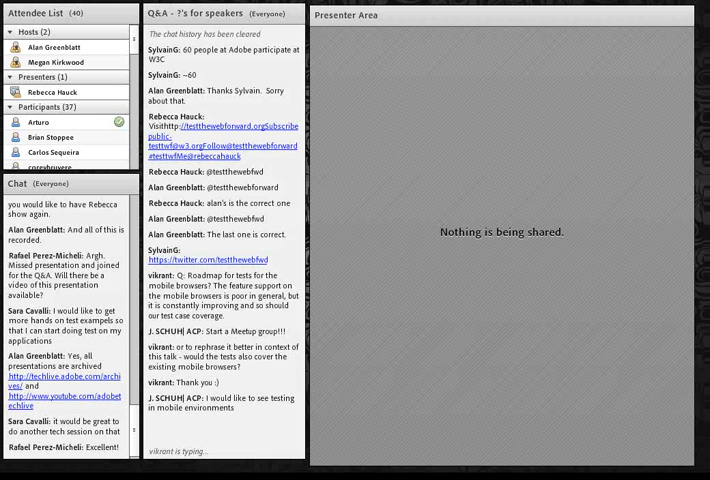 Attendee List (40)
Hosts (2)
Alan Greenblatt
Megan Kirkwood
Presenters (1)
Rebecca Hauck
Participants (37)
Arturo
Brian Stoppee
Carlos Sequeira
coreybruyere
Chat (Everyone)
you would like to have Rebecca
show again.
Alan Greenblatt: And all of this is
recorded.
Rafael Perez-Micheli: Argh.
Missed presentation and joined
for the Q&A. Will there be a
video of this presentation
available?
Sara Cavalli: I would like to get
more hands on test exampels so
that I can start doing test on my
applications
Alan Greenblatt: Yes, all
presentations are archived
http://techlive.adobe.com/archi
ves/ and
http://www.youtube.com/adobet
echlive
Sara Cavalli: it would be great to
do another tech session on that
Rafael Perez-Micheli: Excellent!
Q&A - ?'s for speakers (Everyone)
The chat history has been cleared
SylvainG: 60 people at Adobe participate at
W3C
SylvainG: ~60
Alan Greenblatt: Thanks Sylvain. Sorry
about that.
Rebecca Hauck:
Visithttp://testthewebforward.orgSubscribe
public-
testtwf@w3.orgFollow@testthewebforward
#testtwfMe@rebeccahauck
Rebecca Hauck: @testthewebfwd
Alan Greenblatt: @testthewebforward
Rebecca Hauck: alan's is the correct one
Alan Greenblatt: @testthewebfwd
Alan Greenblatt: The last one is correct.
SylvainG:
https://twitter.com/testthewebfwd
vikrant: Q: Roadmap for tests for the
mobile browsers? The feature support on
the mobile browsers is poor in general, but
it is constantly improving and so should
our test case coverage.
J. SCHUH| ACP: Start a Meetup group!!!
vikrant: or to rephrase it better in context of
this talk - would the tests also cover the
existing mobile browsers?
vikrant: Thank you :)
J. SCHUH| ACP: I would like to see testing
in mobile environments
vikrant is typing...
Presenter Area
Nothing is being shared.